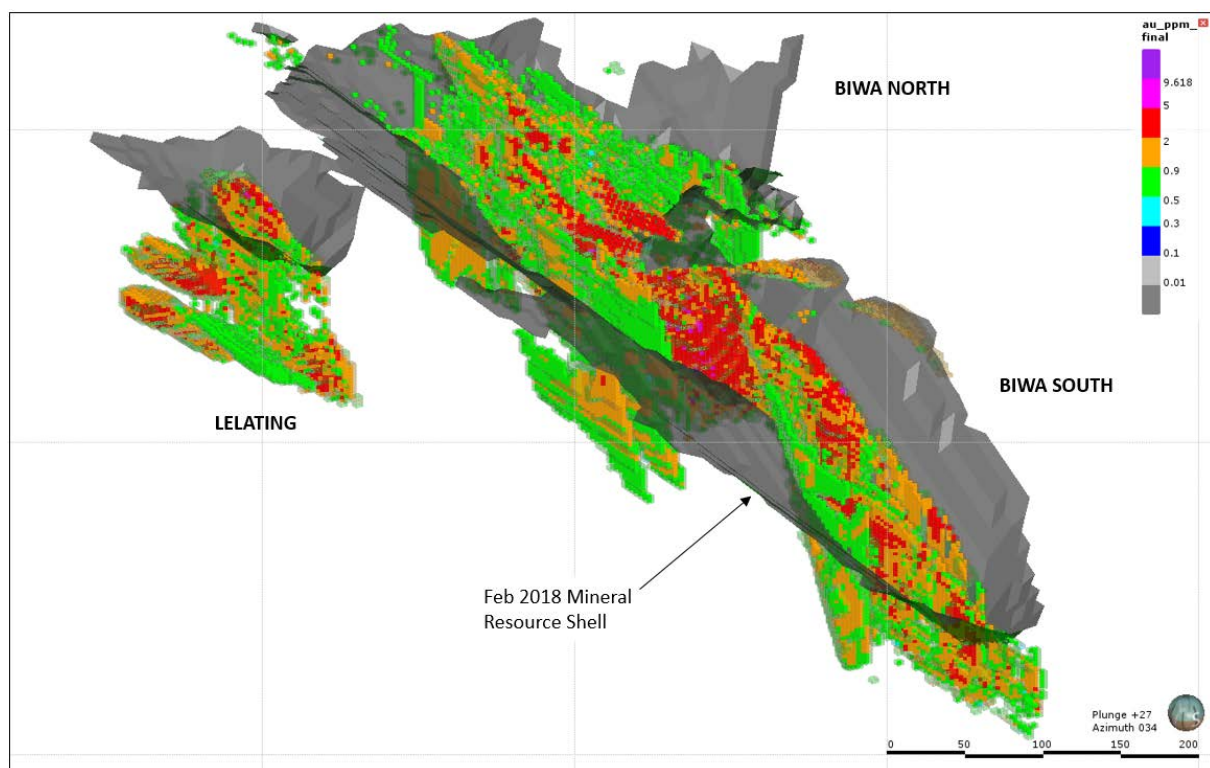 au_ppm_
final
9.618
5
2
0.9
0.5
0.3
0.1
0.01
BIWA NORTH
BIWA SOUTH
LELATING
Feb 2018 Mineral
Resource Shell
Plunge +27
Azimuth 034
0 50 100 150 200